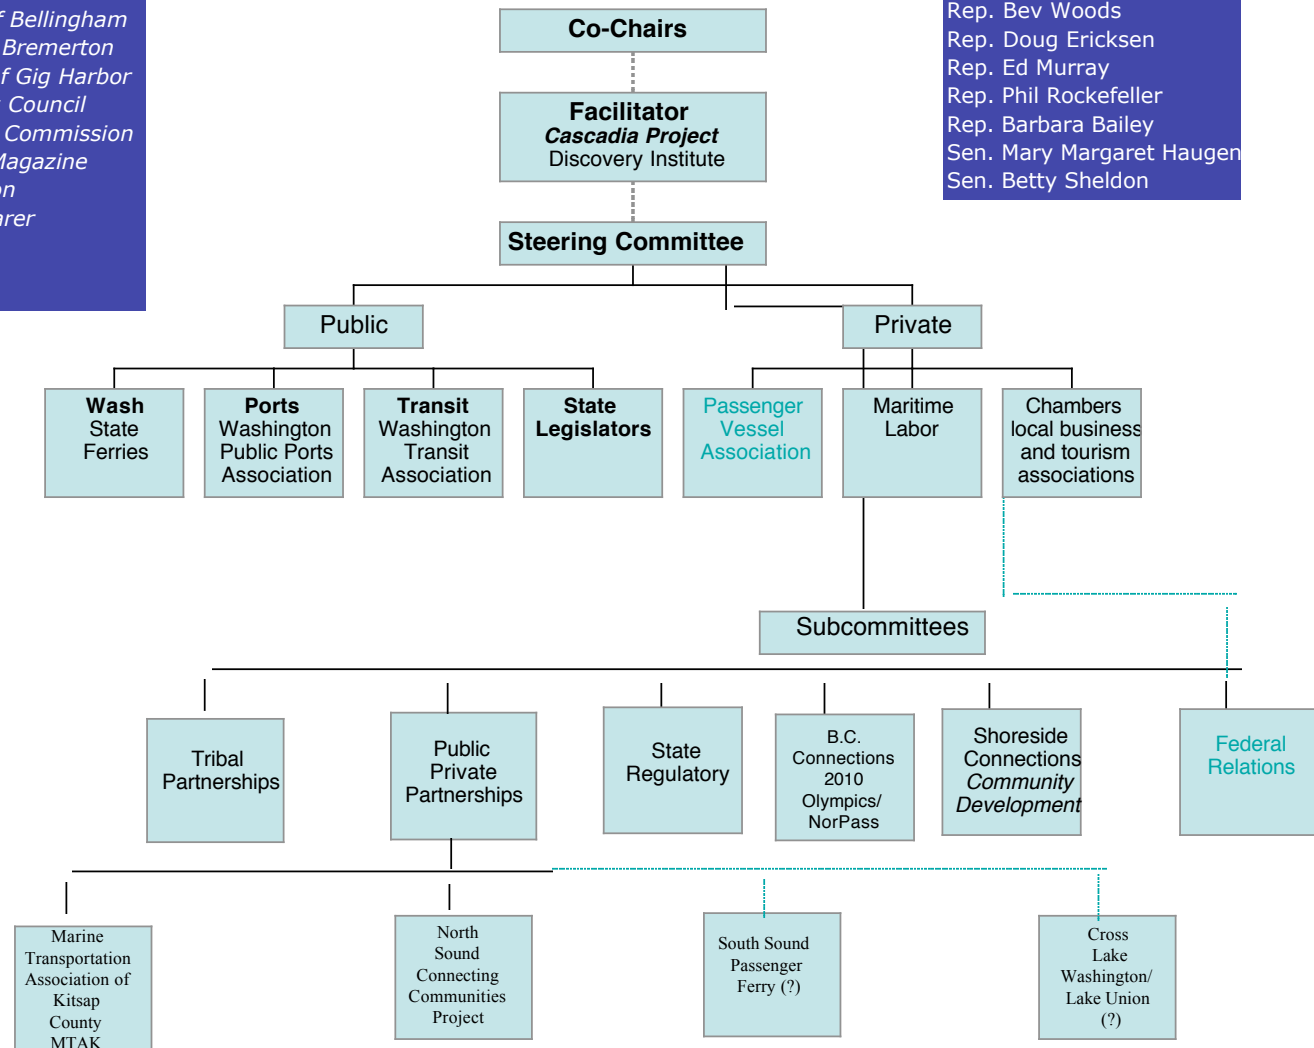 f Bellingham
Bremerton
f Gig Harbor
Council
Commission
Magazine
on
arer
Co-Chairs
Facilitator
Cascadia Project
Discovery Institute
Steering Committee
Rep. Bev Woods
Rep. Doug Ericksen
Rep. Ed Murray
Rep. Phil Rockefeller
Rep. Barbara Bailey
Sen. Mary Margaret Haugen
Sen. Betty Sheldon
Public
Private
Wash
State
Ferries
Ports
Washington
Public Ports
Association
Transit
Washington
Transit
Association
State
Legislators
Passenger
Vessel
Association
Maritime
Labor
Chambers
local business
and tourism
associations
Subcommittees
Tribal
Partnerships
Public
Private
Partnerships
State
Regulatory
B.C.
Connections
2010
Olympics/
NorPass
Shoreside
Connections
Community
Development
Federal
Relations
Marine
Transportation
Association of
Kitsap
County
MTAK
North
Sound
Connecting
Communities
Project
South Sound
Passenger
Ferry (?)
Cross
Lake
Washington/
Lake Union
(?)